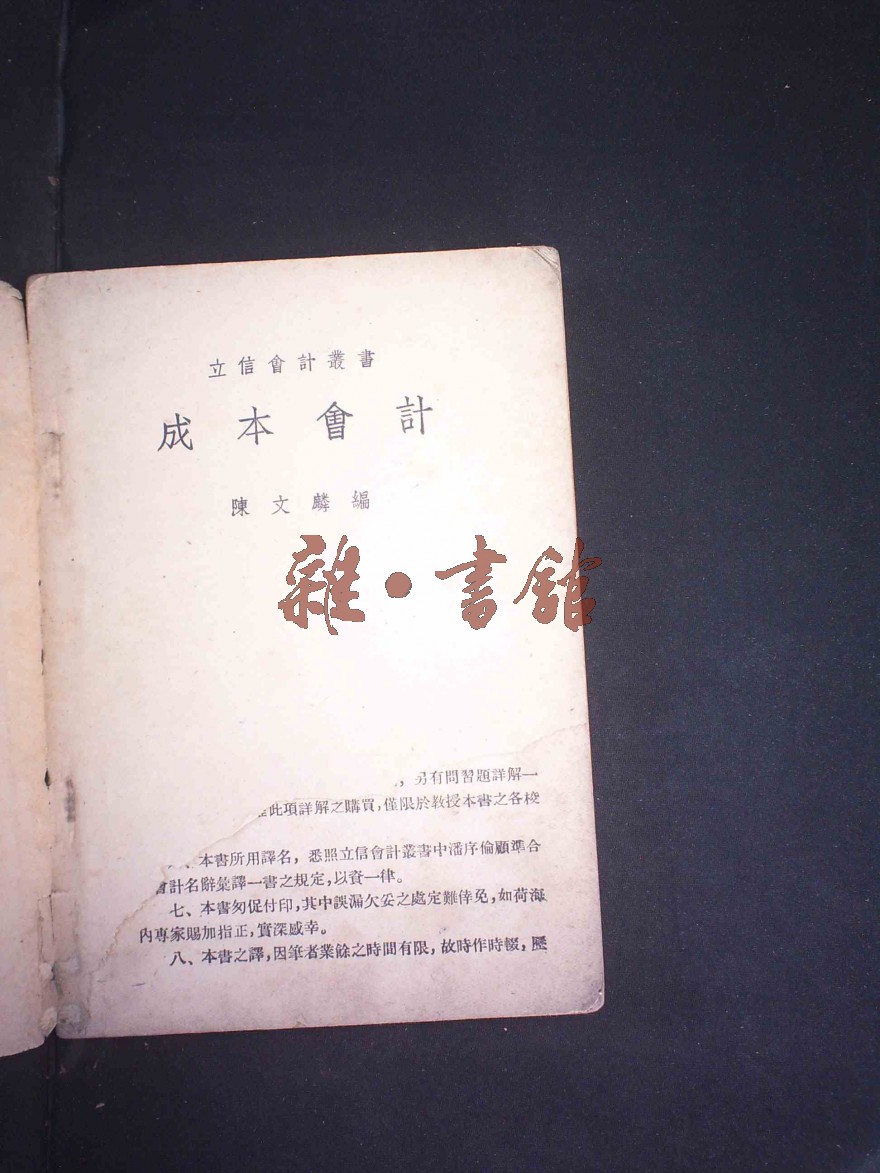 立信會計叢書
成本會計
陳文麟編
雜·書館
,另有問習題詳解一
此項詳解之購買,僅限於教授本書之各校
、本書所用譯名,悉照立信會計叢書中潘序倫顧準合
會計名辭彙譯一書之規定,以資一律。
七、本書匆促付印,其中誤漏欠妥之處定難倖免,如荷海
內專家賜加指正,實深感幸。
八、本書之譯,因筆者業餘之時間有限,故時作時輟,歷